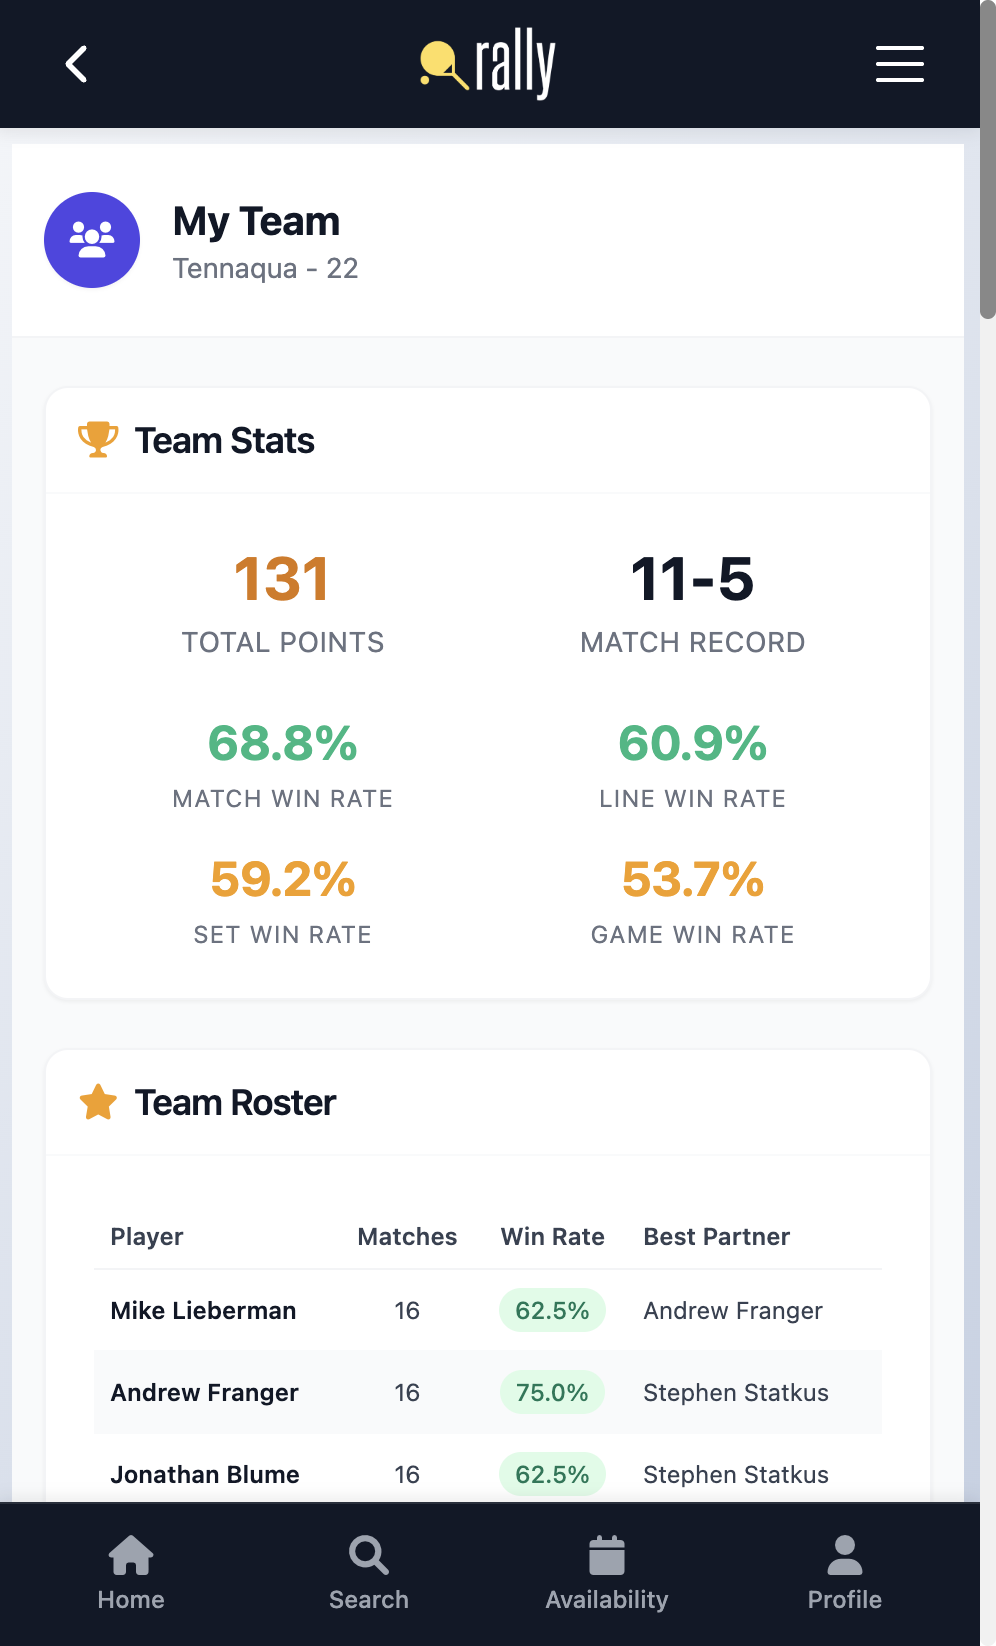 rally
My Team
Tennaqua - 22
Team Stats
131 11-5
TOTAL POINTS MATCH RECORD
68.8% 60.9%
MATCH WIN RATE LINE WIN RATE
59.2% 53.7%
SET WIN RATE GAME WIN RATE
Team Roster
Player Matches Win Rate Best Partner
Mike Lieberman 16 62.5% Andrew Franger
Andrew Franger 16 75.0% Stephen Statkus
Jonathan Blume 16 62.5% Stephen Statkus
Home Search Availability Profile